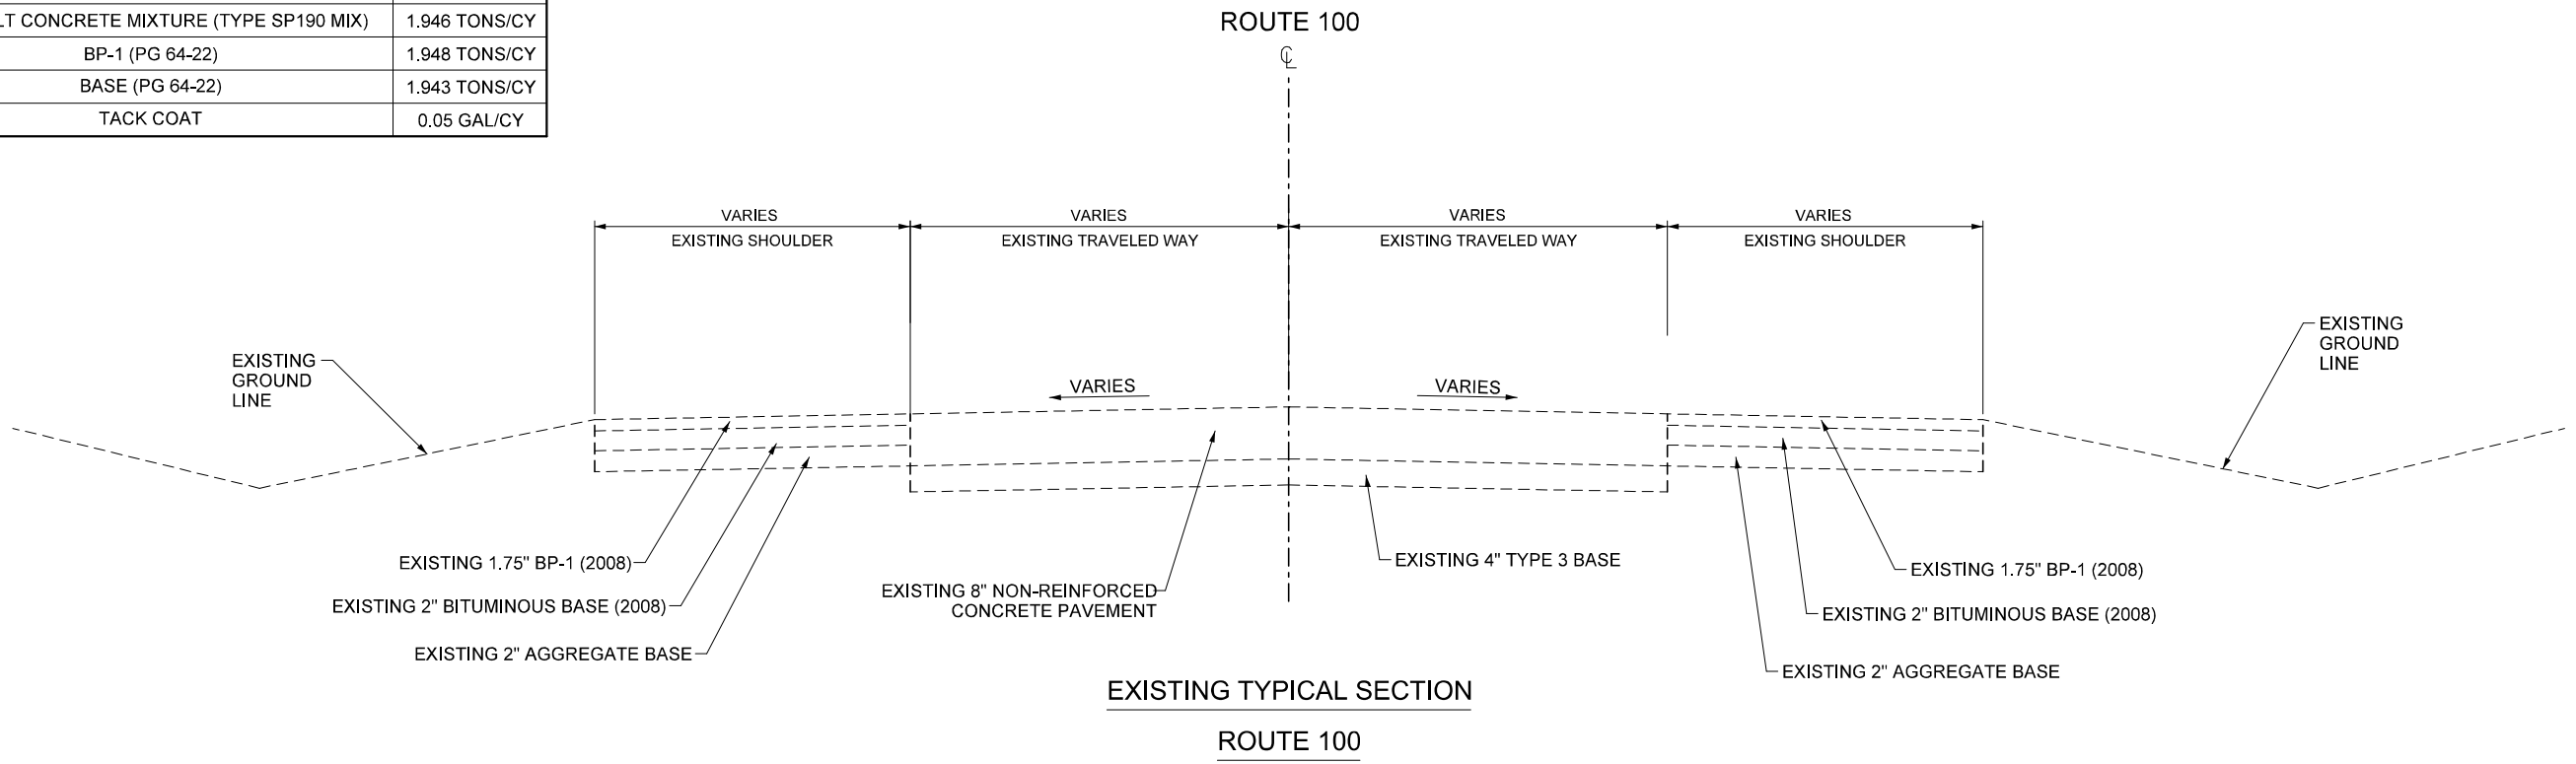 LT CONCRETE MIXTURE (TYPE SP190 MIX) 1.946 TONS/CY
BP-1 (PG 64-22) 1.948 TONS/CY
BASE (PG 64-22) 1.943 TONS/CY
TACK COAT 0.05 GAL/CY
ROUTE 100
CL
VARIES VARIES VARIES VARIES
EXISTING SHOULDER EXISTING TRAVELED WAY EXISTING TRAVELED WAY EXISTING SHOULDER
EXISTING
GROUND
LINE
VARIES VARIES
EXISTING
GROUND
LINE
EXISTING 1.75" BP-1 (2008)
EXISTING 2" BITUMINOUS BASE (2008)
EXISTING 2" AGGREGATE BASE
EXISTING 8" NON-REINFORCED
CONCRETE PAVEMENT
EXISTING 4" TYPE 3 BASE
EXISTING 1.75" BP-1 (2008)
EXISTING 2" BITUMINOUS BASE (2008)
EXISTING 2" AGGREGATE BASE
EXISTING TYPICAL SECTION
ROUTE 100